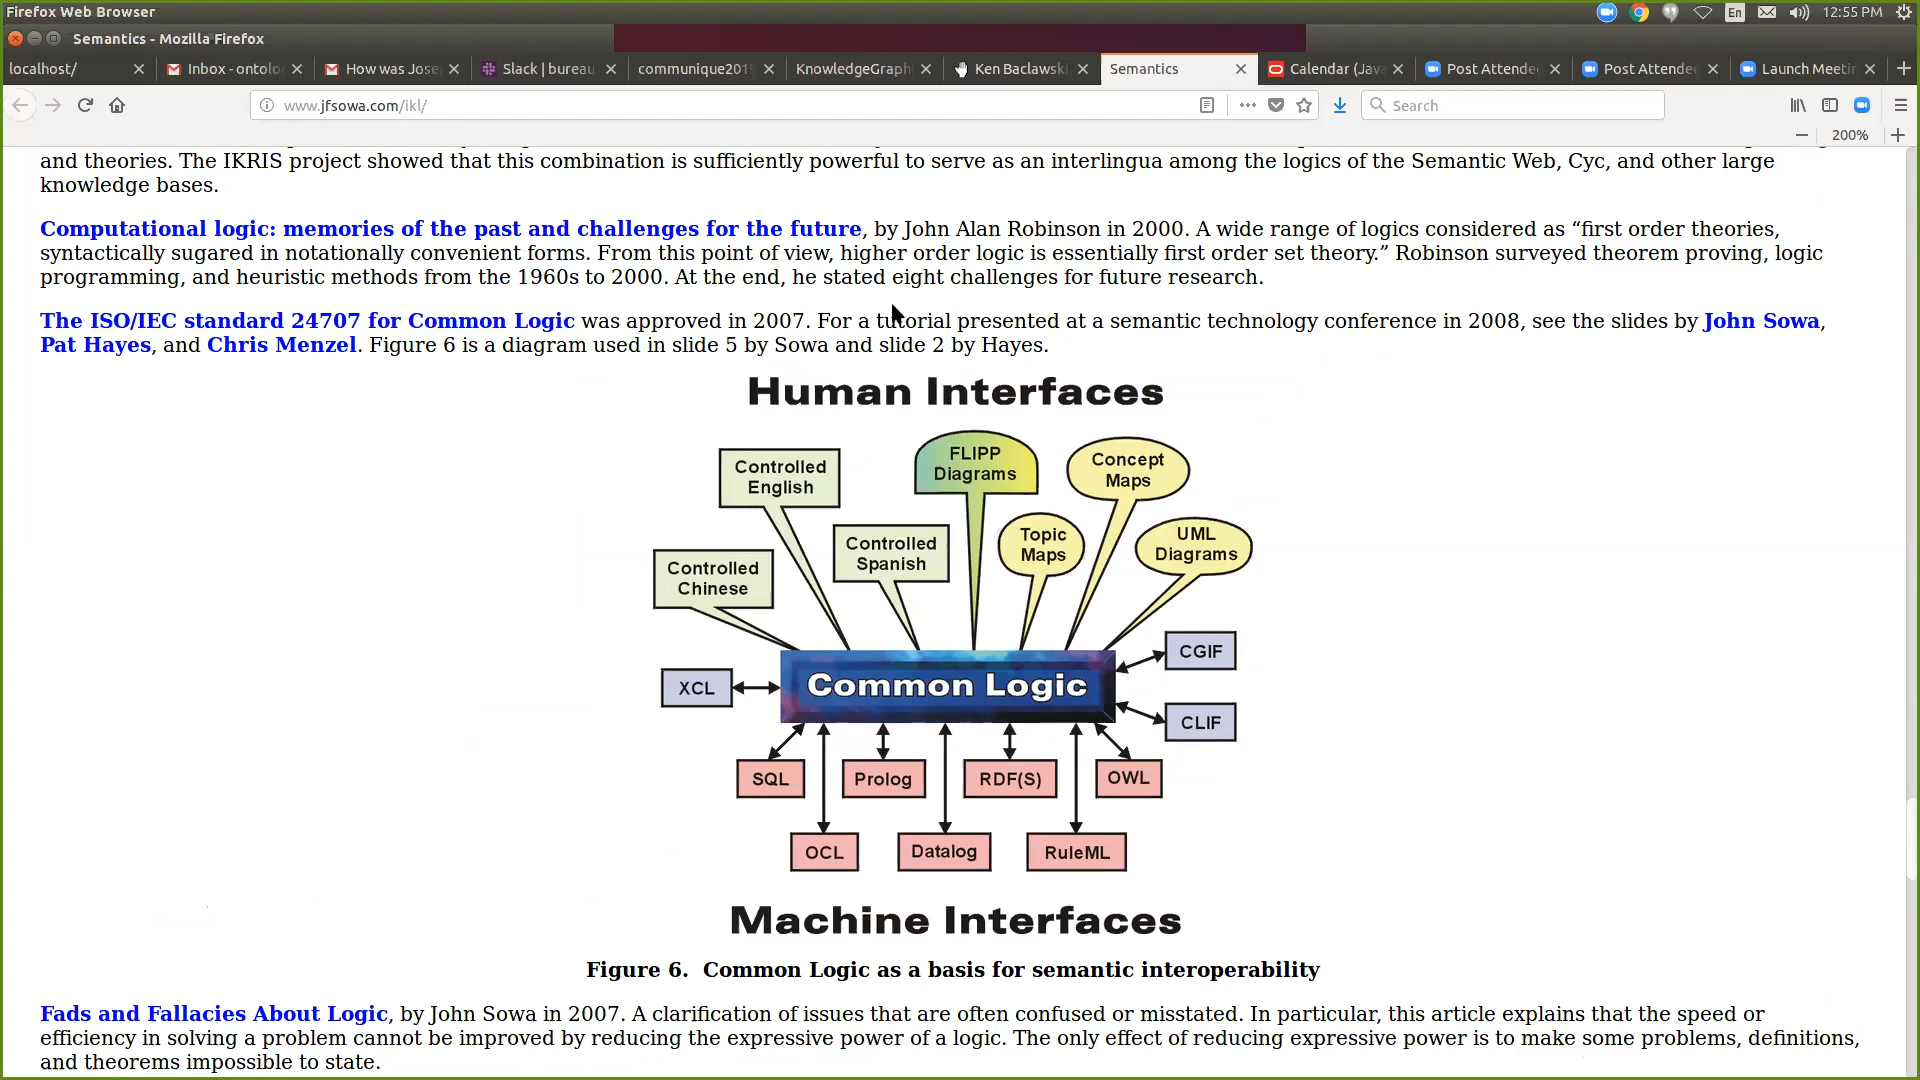 Firefox Web Browser
En
12:55 PM
Semantics - Mozilla Firefox
localhost/
Inbox - ontolo
How was Jose
Slack | bureau
communique201
KnowledgeGraph
Ken Baclawski
Semantics
Calendar (Java
Post Attende
Post Attende
Launch Meetin
www.jfsowa.com/ikl/
Search
200%
and theories. The IKRIS project showed that this combination is sufficiently powerful to serve as an interlingua among the logics of the Semantic Web, Cyc, and other large
knowledge bases.
Computational logic: memories of the past and challenges for the future, by John Alan Robinson in 2000. A wide range of logics considered as “first order theories,
syntactically sugared in notationally convenient forms. From this point of view, higher order logic is essentially first order set theory.” Robinson surveyed theorem proving, logic
programming, and heuristic methods from the 1960s to 2000. At the end, he stated eight challenges for future research.
The ISO/IEC standard 24707 for Common Logic was approved in 2007. For a tutorial presented at a semantic technology conference in 2008, see the slides by John Sowa,
Pat Hayes, and Chris Menzel. Figure 6 is a diagram used in slide 5 by Sowa and slide 2 by Hayes.
Human Interfaces
Controlled
English
FLIPP
Diagrams
Concept
Maps
Controlled
Chinese
Controlled
Spanish
Topic
Maps
UML
Diagrams
XCL
Common Logic
CGIF
CLIF
SQL
Prolog
RDF(S)
OWL
OCL
Datalog
RuleML
Machine Interfaces
Figure 6. Common Logic as a basis for semantic interoperability
Fads and Fallacies About Logic, by John Sowa in 2007. A clarification of issues that are often confused or misstated. In particular, this article explains that the speed or
efficiency in solving a problem cannot be improved by reducing the expressive power of a logic. The only effect of reducing expressive power is to make some problems, definitions,
and theorems impossible to state.